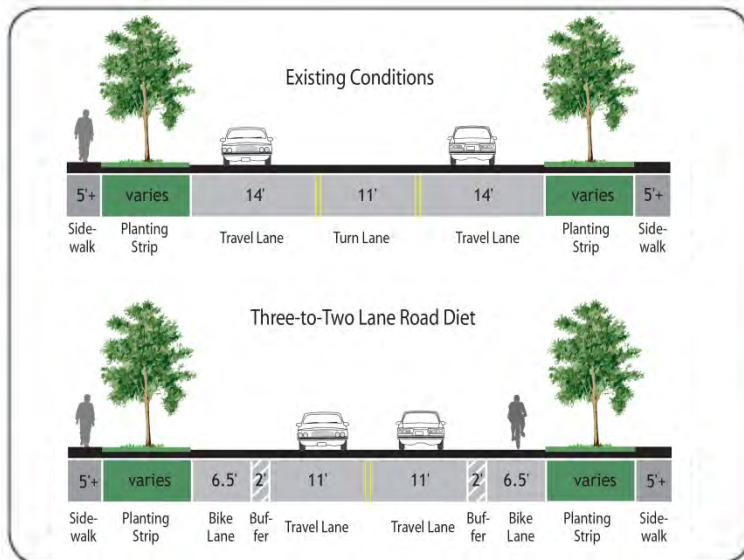 Existing Conditions
5'+ varies 14' 11' 14' varies 5'+
Side-
walk
Planting
Strip
Travel Lane
Turn Lane
Travel Lane
Planting
Strip
Side-
walk
Three-to-Two Lane Road Diet
5'+ varies 6.5' 2' 11' 11' 2' 6.5' varies 5'+
Side-
walk
Planting
Strip
Bike
Lane
Buf-
fer
Travel Lane
Travel Lane
Buf-
fer
Bike
Lane
Planting
Strip
Side-
walk